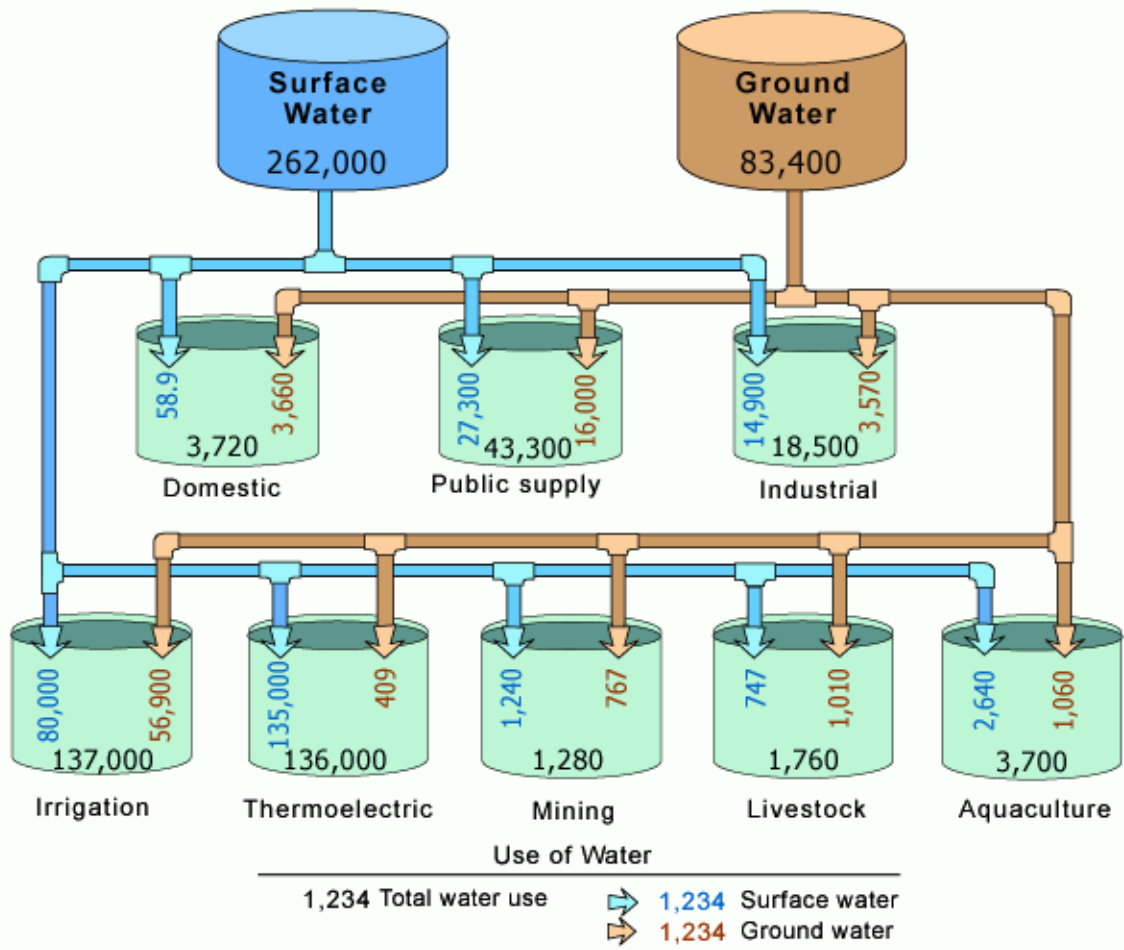 Surface
Water
262,000
Ground
Water
83,400
58.9
3,660
3,720
Domestic
27,300
16,000
43,300
Public supply
14,900
3,570
18,500
Industrial
80,000
56,900
137,000
Irrigation
135,000
409
136,000
Thermoelectric
1,240
767
1,280
Mining
747
1,010
1,760
Livestock
2,640
1,060
3,700
Aquaculture
Use of Water
1,234 Total water use
1,234 Surface water
1,234 Ground water